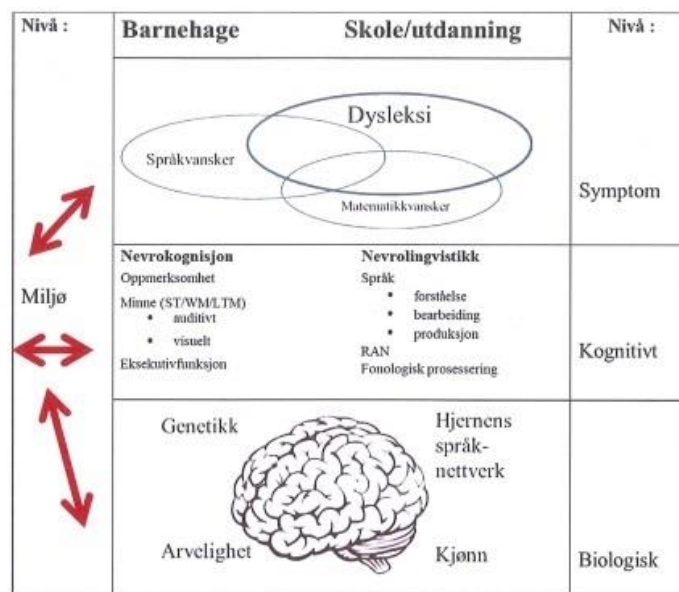 Nivå :
Barnehage
Skole/utdanning
Nivå :
Dysleksi
Språkvansker
Matematikkvansker
Symptom
Miljø
Nevrokognisjon
Oppmerksomhet
Minne (ST/WM/LTM)
• auditivt
• visuelt
Eksekutivfunksjon
Nevrolingvistikk
Språk
• forståelse
• bearbeiding
• produksjon
RAN
Fonologisk prosessering
Kognitivt
Genetikk
Hjernens
språk-
nettverk
Arvelighet
Kjønn
Biologisk